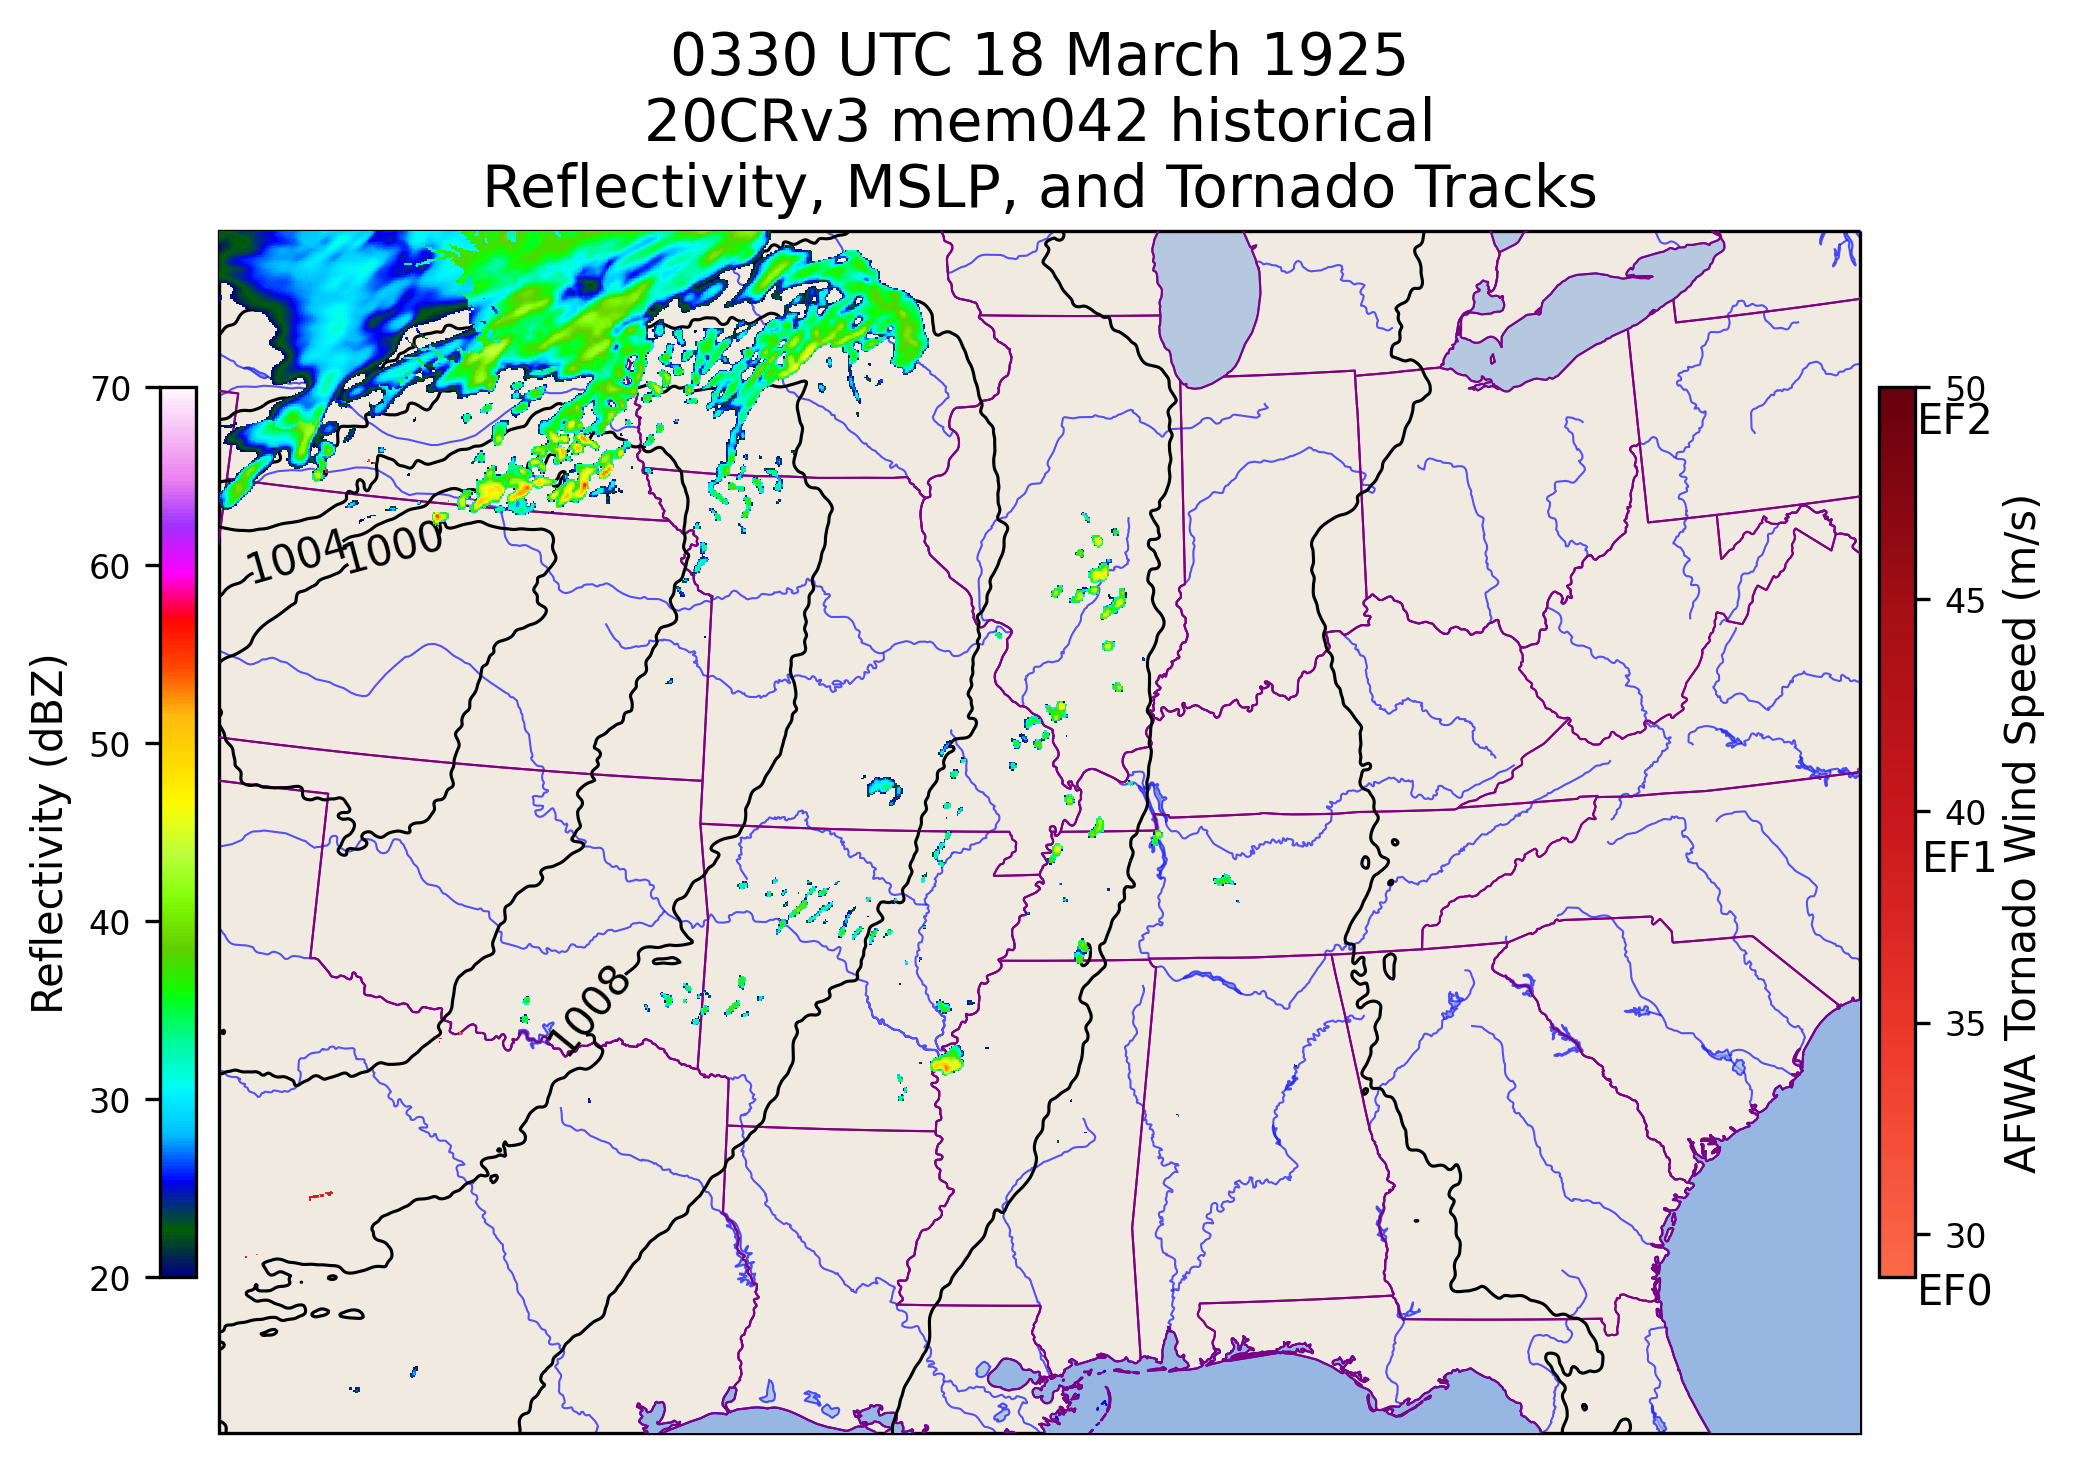 0330 UTC 18 March 1925
20CRv3 mem042 historical
Reflectivity, MSLP, and Tornado Tracks
70
60
50
40
30
20
Reflectivity (dBZ)
1004
1000
1008
50
EF2
45
40
EF1
35
30
EF0
AFWA Tornado Wind Speed (m/s)